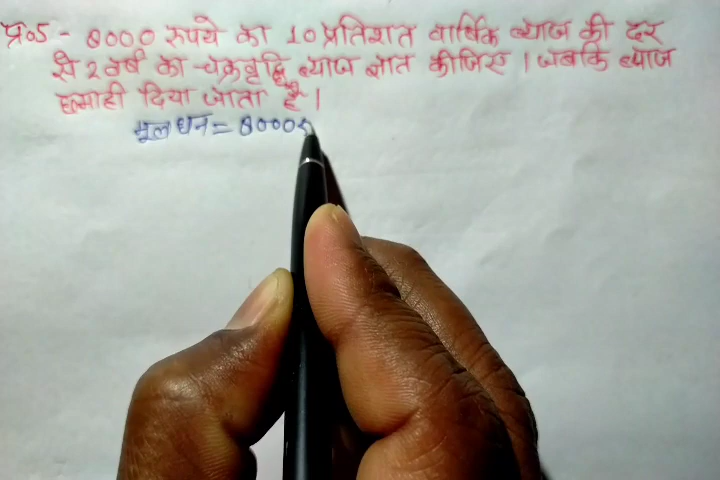 प्र०5 - 8000 रुपये का 10 प्रतिशत वार्षिक ब्याज की दर
से 2 वर्ष का चक्रवृद्धि ब्याज ज्ञात कीजिए । जबकि ब्याज
छमाही दिया जाता है ।
मूलधन = 8000